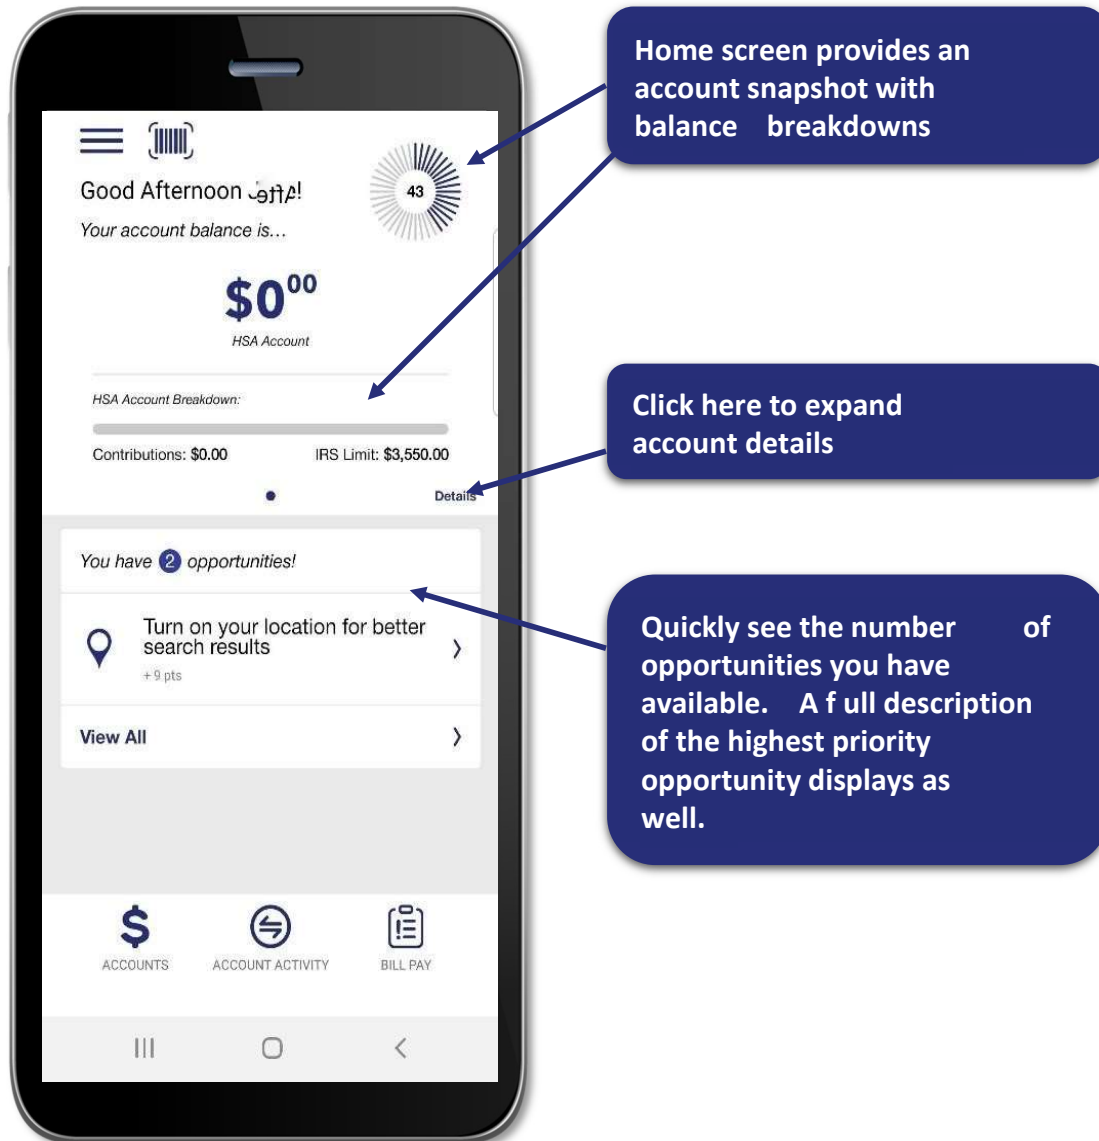 Home screen provides an
account snapshot with
balance breakdowns
Good Afternoon
43
Your account balance is...
$0⁰⁰
HSA Account
HSA Account Breakdown:
Contributions: $0.00 IRS Limit: $3,550.00
Details
Click here to expand
account details
You have 2 opportunities!
Turn on your location for better
search results
+ 9 pts
View All
Quickly see the number of
opportunities you have
available. A f ull description
of the highest priority
opportunity displays as
well.
ACCOUNTS ACCOUNT ACTIVITY BILL PAY